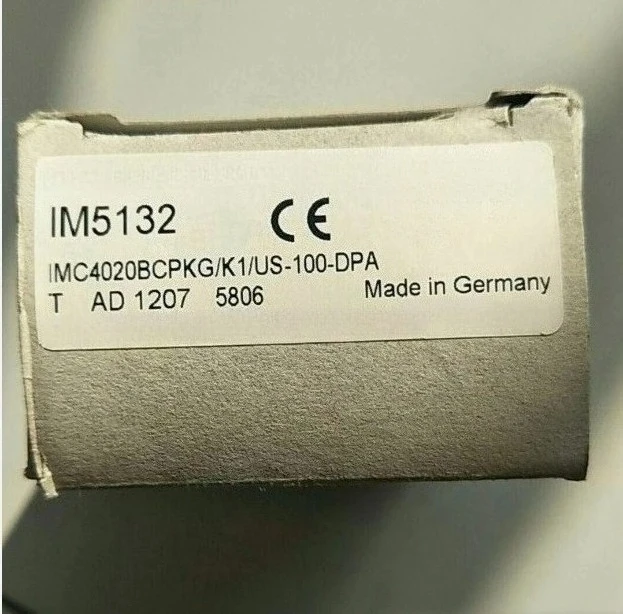 IM5132 CE
IMC4020BCPKG/K1/US-100-DPA
T AD 1207 5806 Made in Germany